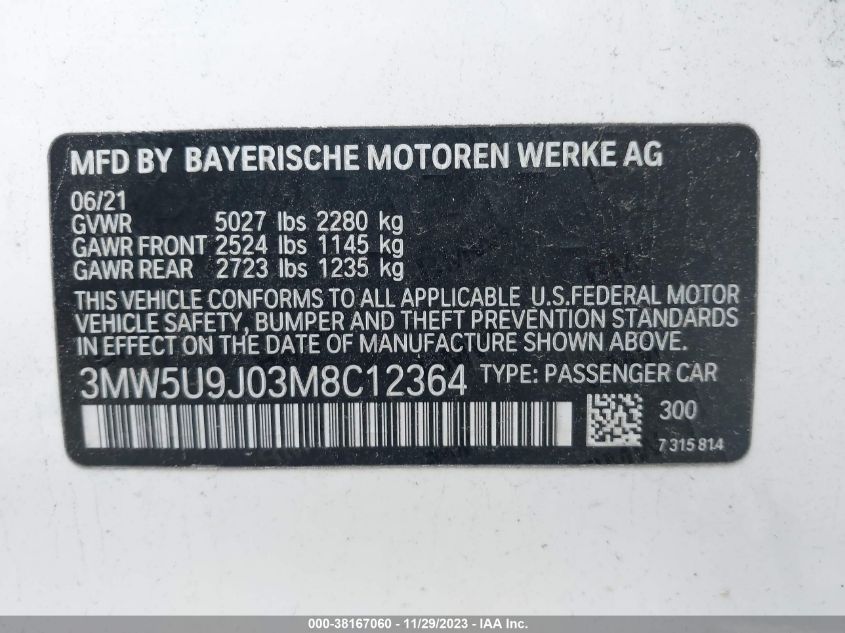 MFD BY BAYERISCHE MOTOREN WERKE AG
06/21
GVWR 5027 lbs 2280 kg
GAWR FRONT 2524 lbs 1145 kg
GAWR REAR 2723 lbs 1235 kg
THIS VEHICLE CONFORMS TO ALL APPLICABLE U.S.FEDERAL MOTOR
VEHICLE SAFETY, BUMPER AND THEFT PREVENTION STANDARDS
IN EFFECT ON THE DATE OF MANUFACTURE SHOWN ABOVE.
3MW5U9J03M8C12364 TYPE: PASSENGER CAR
300
7 315 814
000-38167060 - 11/29/2023 - IAA Inc.